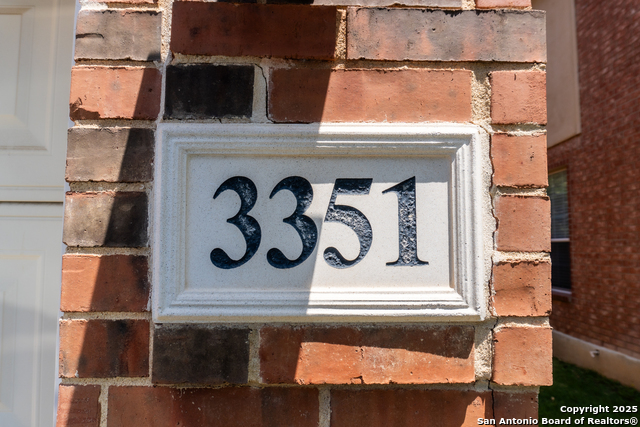 3351
Copyright 2025
San Antonio Board of Realtors®